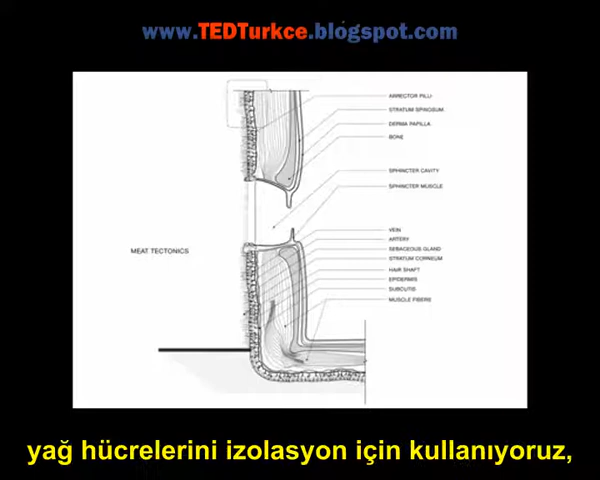 www.TEDTurkce.blogspot.com
ARRECTOR PILLI
STRATUM SPINOSUM
DERMA PAPILLA
BONE
SPHINCTER CAVITY
SPHINCTER MUSCLE
MEAT TECTONICS
VEIN
ARTERY
SEBACEOUS GLAND
STRATUM CORNEUM
HAIR SHAFT
EPIDERMIS
SUBCUTIS
MUSCLE FIBERS
yağ hücrelerini izolasyon için kullanıyoruz,